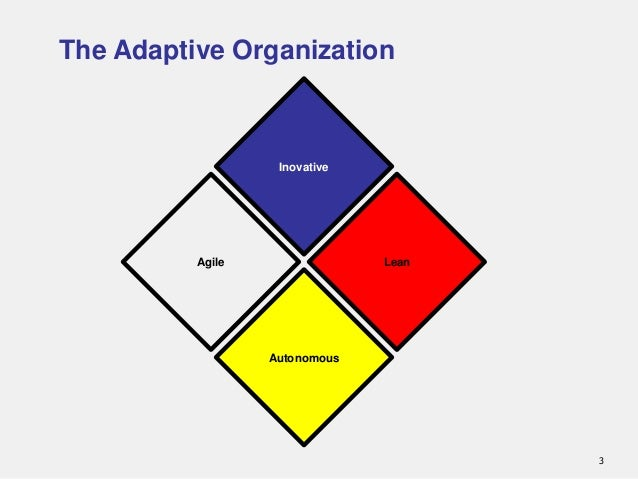 The Adaptive Organization
Inovative
Agile
Lean
Autonomous
3